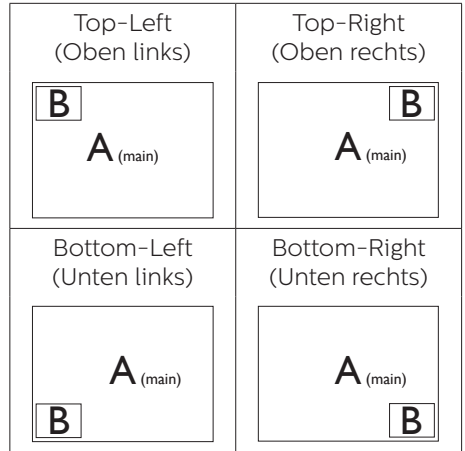 Top-Left
(Oben links)
B
A (main)
Top-Right
(Oben rechts)
B
A (main)
Bottom-Left
(Unten links)
A (main)
B
Bottom-Right
(Unten rechts)
A (main)
B